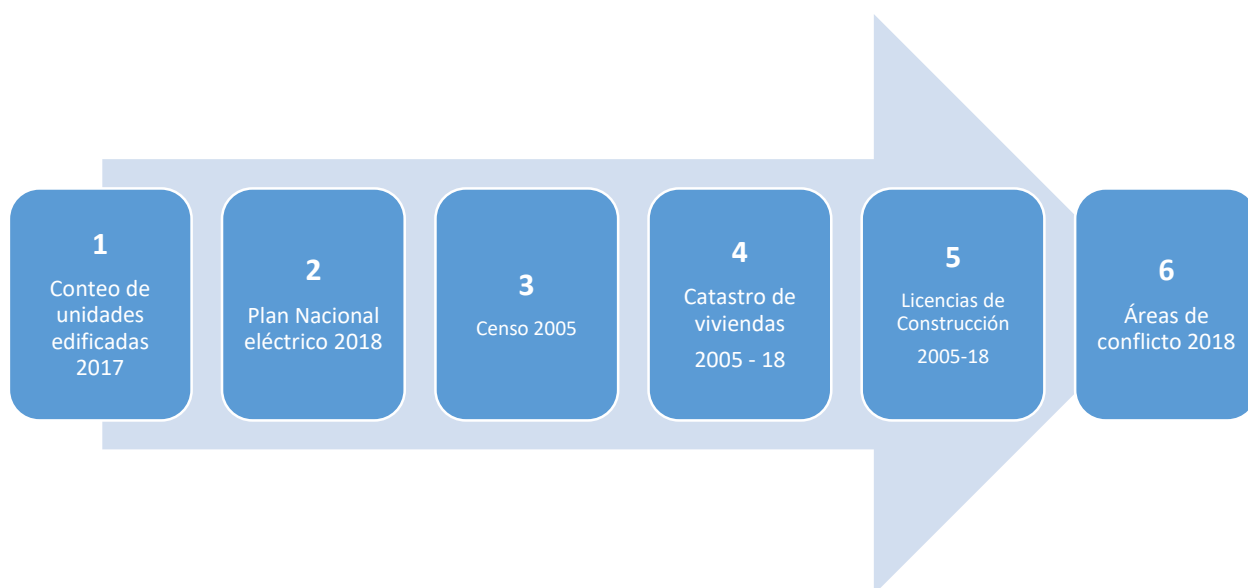 1
Conteo de
unidades
edificadas
2017
2
Plan Nacional
eléctrico 2018
3
Censo 2005
4
Catastro de
viviendas
2005 - 18
5
Licencias de
Construcción
2005-18
6
Áreas de
conflicto 2018